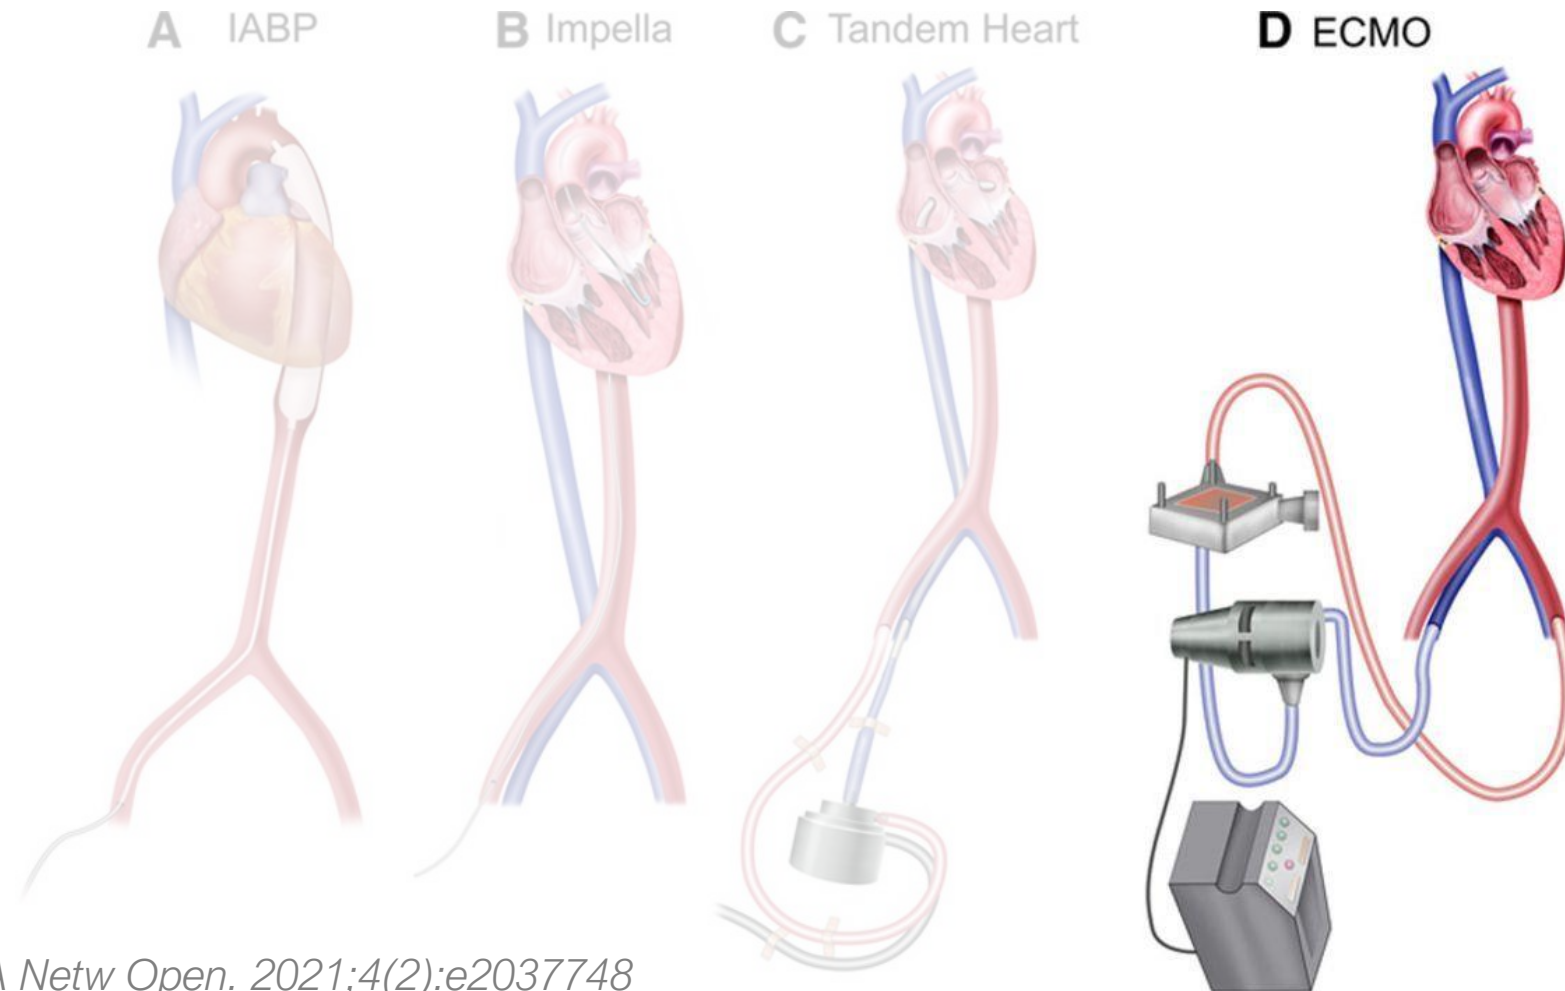 A IABP
B Impella
C Tandem Heart
D ECMO
A Netw Open. 2021;4(2):e2037748